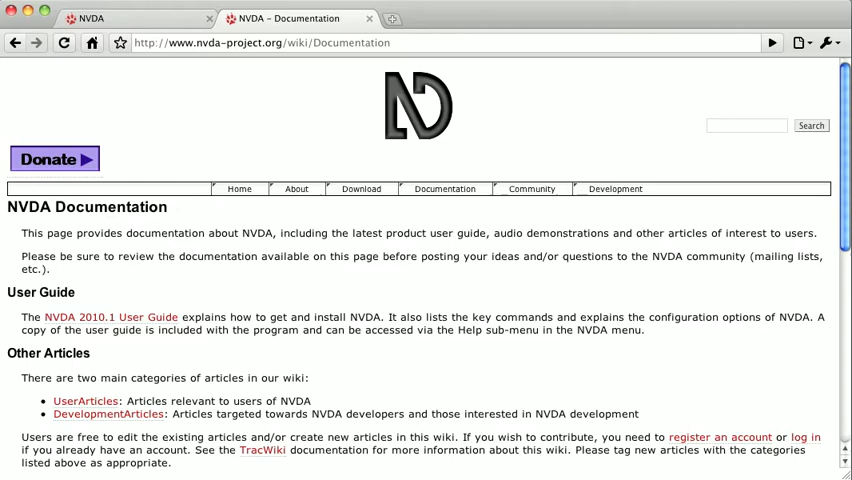 NVDA
NVDA - Documentation
http://www.nvda-project.org/wiki/Documentation
ND
Search
Donate
Home About Download Documentation Community Development
NVDA Documentation
This page provides documentation about NVDA, including the latest product user guide, audio demonstrations and other articles of interest to users.
Please be sure to review the documentation available on this page before posting your ideas and/or questions to the NVDA community (mailing lists,
etc.).
User Guide
The NVDA 2010.1 User Guide explains how to get and install NVDA. It also lists the key commands and explains the configuration options of NVDA. A
copy of the user guide is included with the program and can be accessed via the Help sub-menu in the NVDA menu.
Other Articles
There are two main categories of articles in our wiki:
• UserArticles: Articles relevant to users of NVDA
• DevelopmentArticles: Articles targeted towards NVDA developers and those interested in NVDA development
Users are free to edit the existing articles and/or create new articles in this wiki. If you wish to contribute, you need to register an account or log in
if you already have an account. See the TracWiki documentation for more information about this wiki. Please tag new articles with the categories
listed above as appropriate.